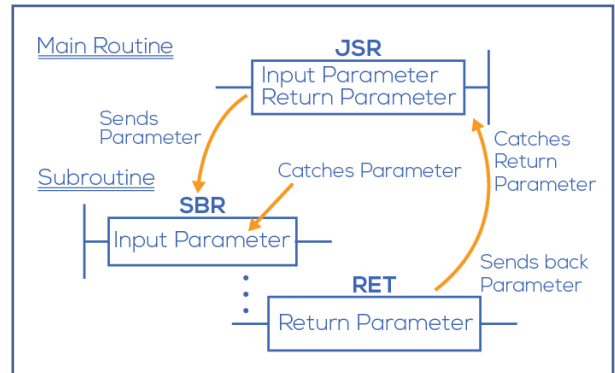 Main Routine
JSR
Input Parameter
Return Parameter
Sends
Parameter
Catches
Return
Parameter
Catches Parameter
Subroutine
SBR
Input Parameter
Sends back
Parameter
RET
Return Parameter